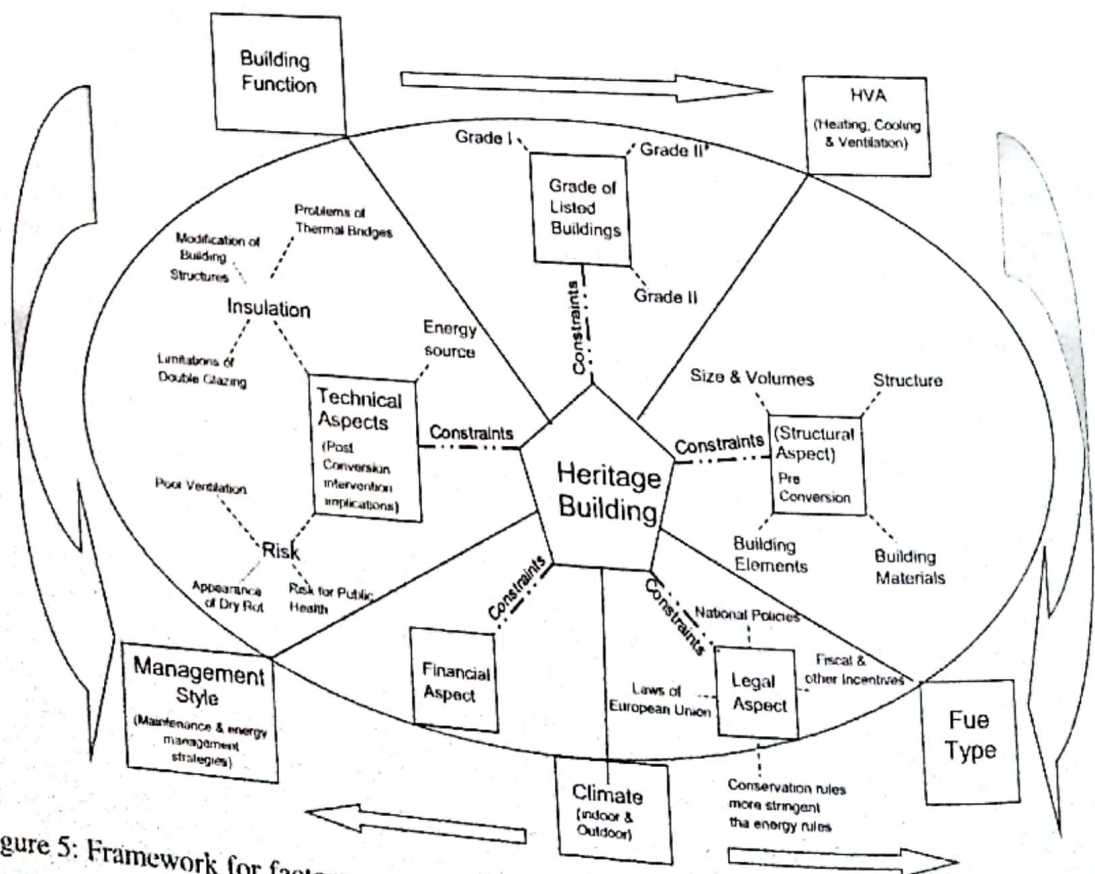 Building
Function
HVA
(Heating, Cooling
& Ventilation)
Grade I
Grade II*
Grade of
Listed
Buildings
Grade II
Constraints
Problems of
Thermal Bridges
Modification of
Building
Structures
Insulation
Limitations of
Double Glazing
Energy
source
Technical
Aspects
(Post
Conversion
intervention
implications)
Constraints
Poor Ventilation
Risk
Appearance
of Dry Rot
Risk for Public
Health
Heritage
Building
Size & Volumes
Structure
Constraints
(Structural
Aspect)
Pre
Conversion
Building
Elements
Building
Materials
Constraints
Financial
Aspect
Constraints
National Policies
Fiscal &
other Incentives
Laws of
European Union
Legal
Aspect
Conservation rules
more stringent
tha energy rules
Management
Style
(Maintenance & energy
management
strategies)
Climate
(indoor &
Outdoor)
Fue
Type
gure 5: Framework for